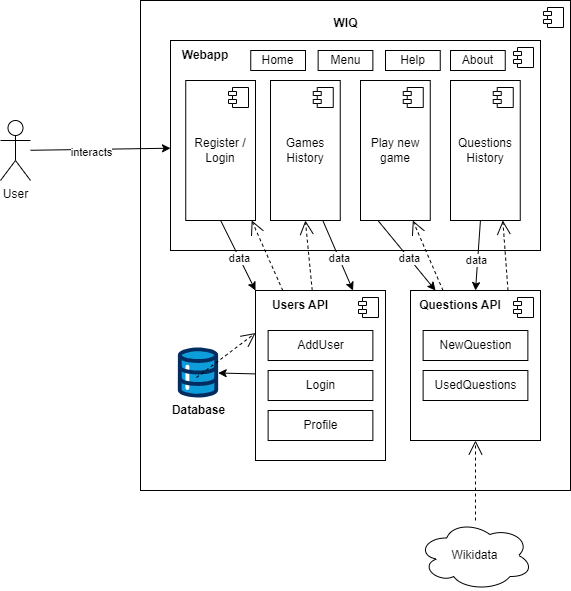 WIQ
Webapp
Home
Menu
Help
About
Register /
Login
Games
History
Play new
game
Questions
History
interacts
User
data
data
data
data
Users API
Questions API
AddUser
NewQuestion
Login
UsedQuestions
Database
Profile
Wikidata